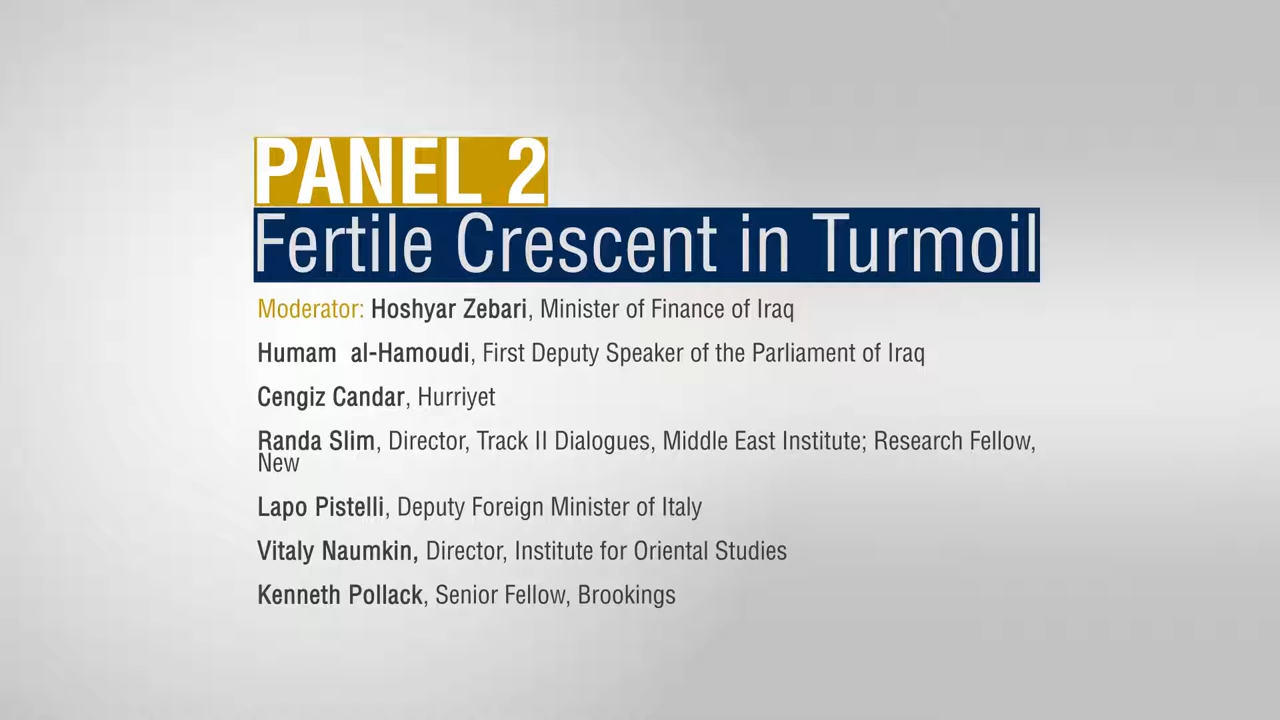 PANEL 2
Fertile Crescent in Turmoil
Moderator: Hoshyar Zebari, Minister of Finance of Iraq
Humam al-Hamoudi, First Deputy Speaker of the Parliament of Iraq
Cengiz Candar, Hurriyet
Randa Slim, Director, Track II Dialogues, Middle East Institute; Research Fellow,
New
Lapo Pistelli, Deputy Foreign Minister of Italy
Vitaly Naumkin, Director, Institute for Oriental Studies
Kenneth Pollack, Senior Fellow, Brookings